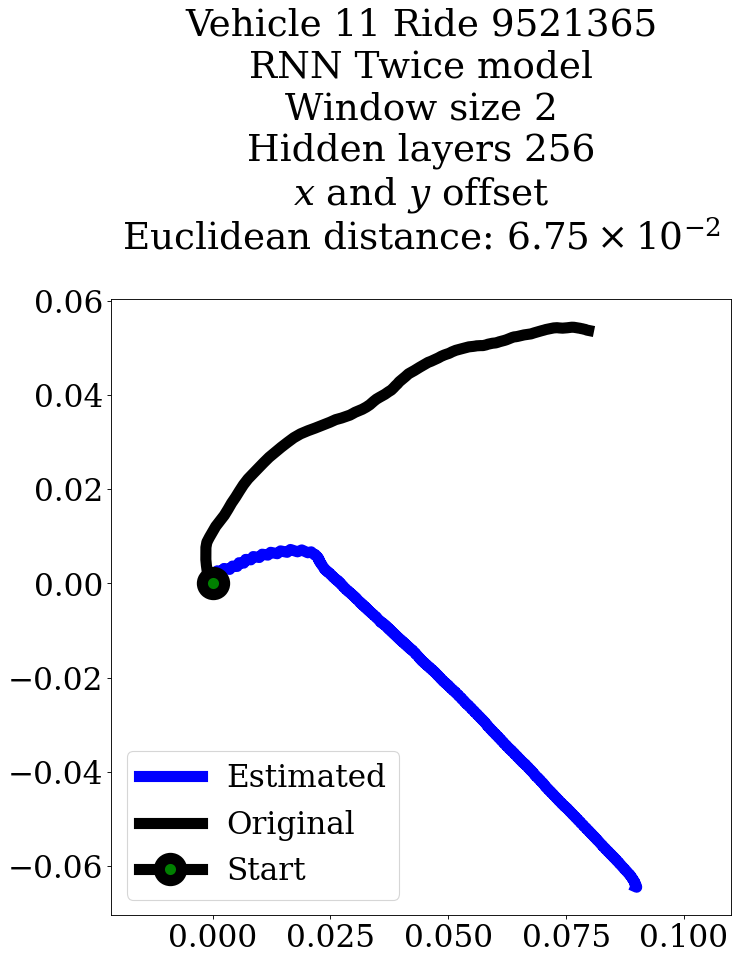 Vehicle 11 Ride 9521365
RNN Twice model
Window size 2
Hidden layers 256
x and y offset
Euclidean distance: 6.75 × 10⁻²
0.06
0.04
0.02
0.00
−0.02
−0.04
−0.06
Estimated
Original
Start
0.000 0.025 0.050 0.075 0.100